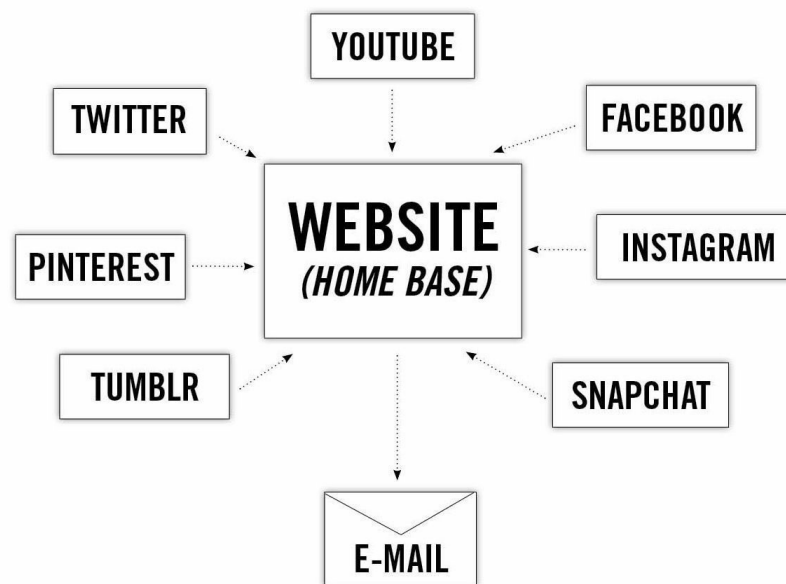 YOUTUBE
TWITTER
FACEBOOK
WEBSITE
(HOME BASE)
PINTEREST
INSTAGRAM
TUMBLR
SNAPCHAT
E-MAIL